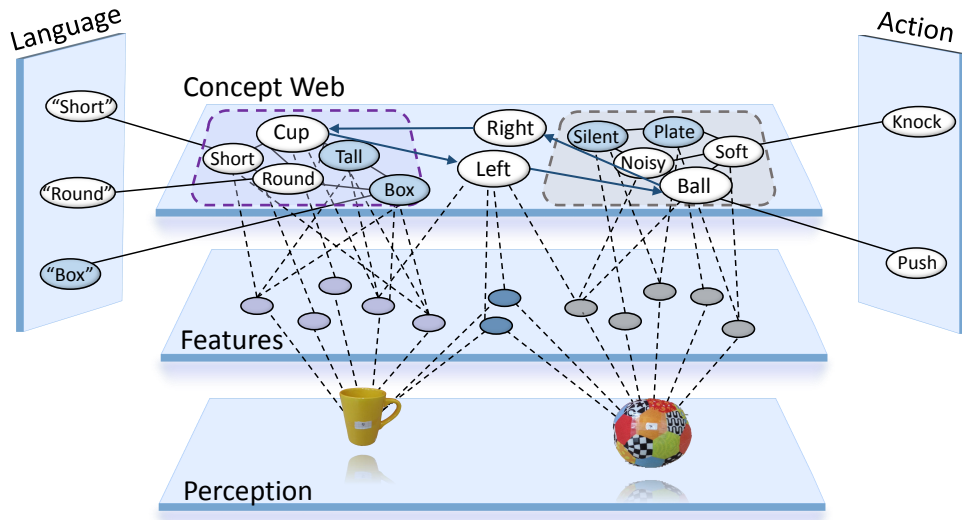 Language
Action
Concept Web
"Short"
"Round"
"Box"
Cup
Short
Tall
Round
Box
Right
Left
Silent
Plate
Noisy
Soft
Ball
Knock
Push
Features
Perception